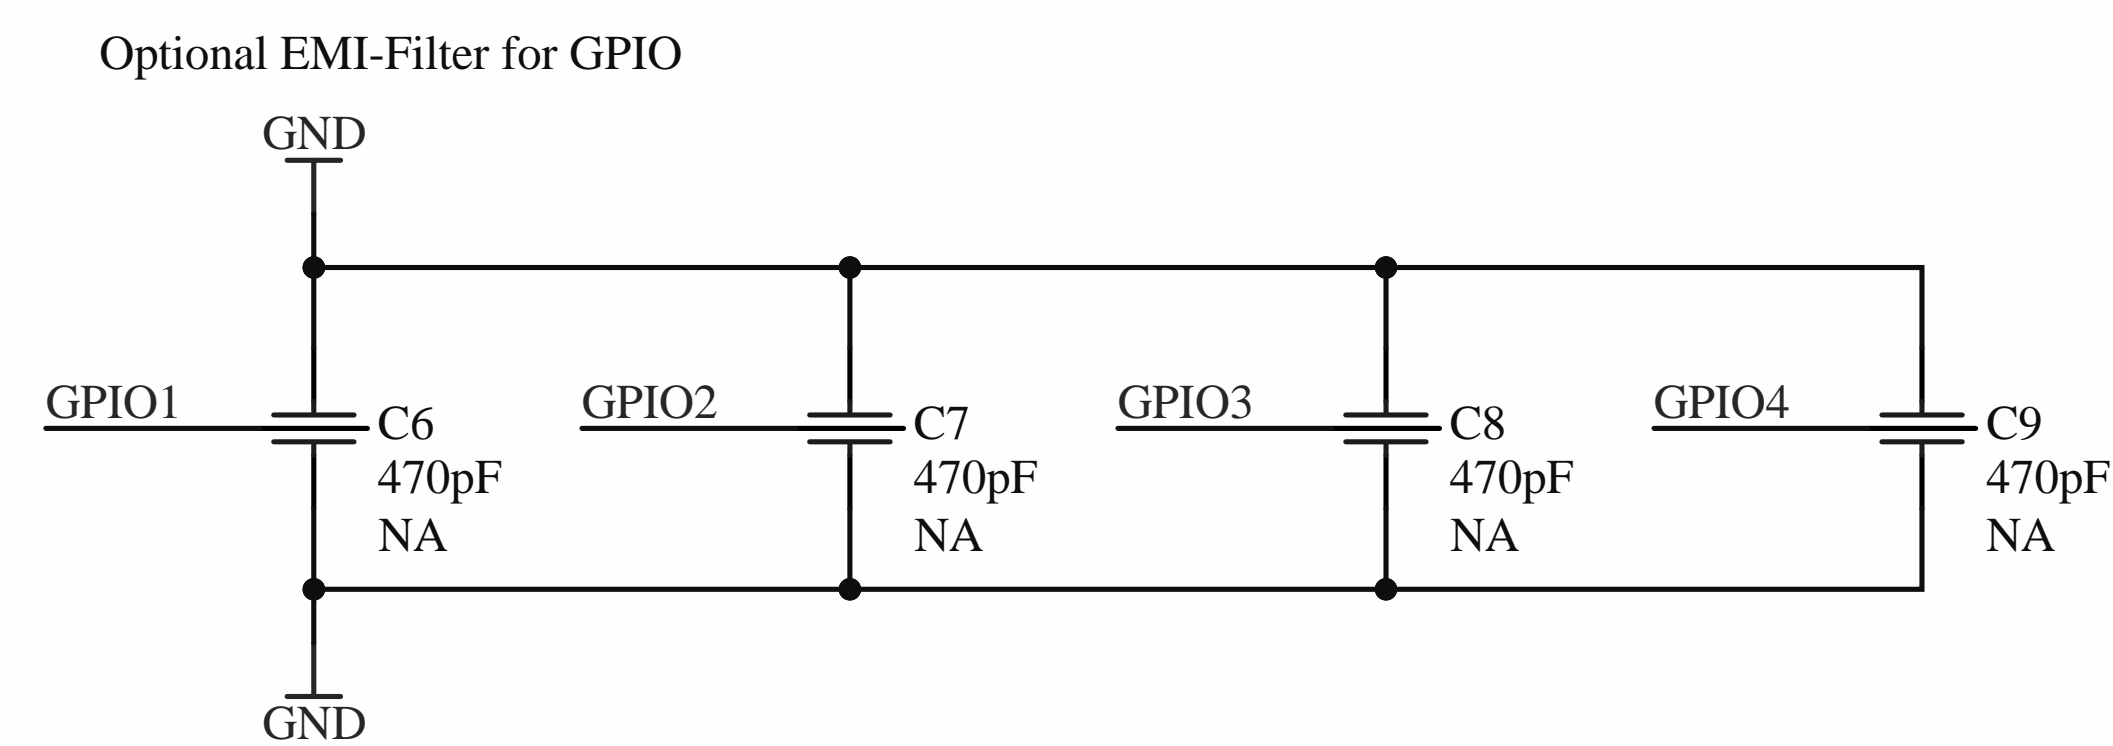 Optional EMI-Filter for GPIO
GND
GPIO1
C6
470pF
NA
GPIO2
C7
470pF
NA
GPIO3
C8
470pF
NA
GPIO4
C9
470pF
NA
GND